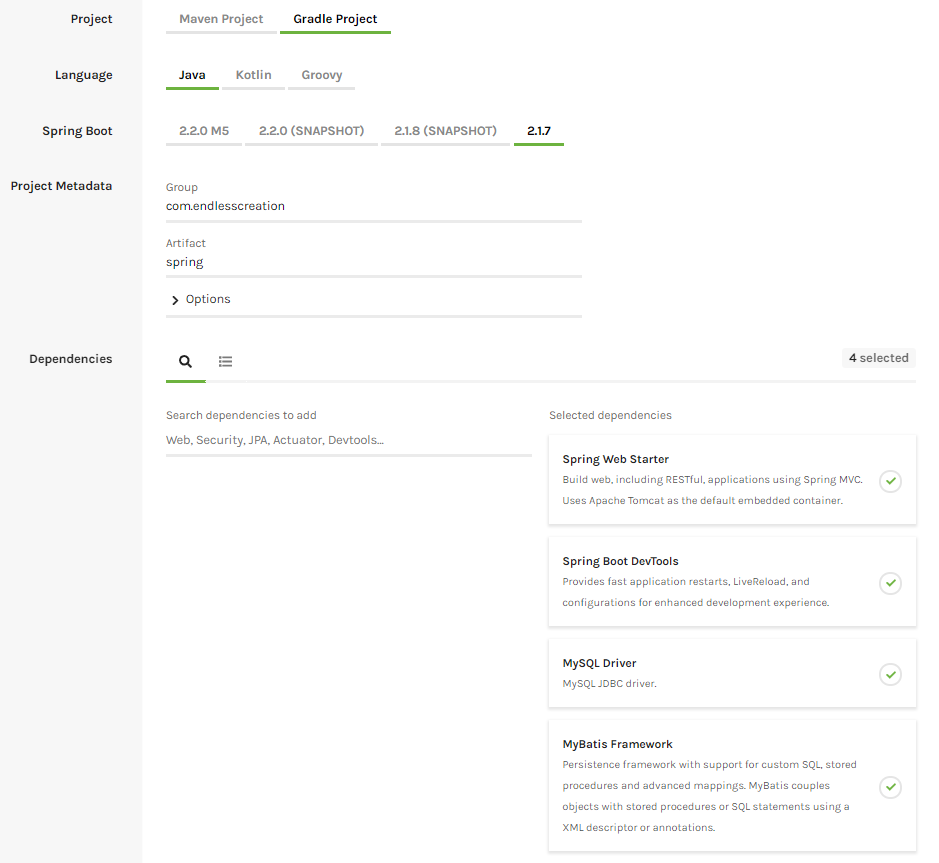 Project
Maven Project Gradle Project
Language
Java Kotlin Groovy
Spring Boot
2.2.0 M5 2.2.0 (SNAPSHOT) 2.1.8 (SNAPSHOT) 2.1.7
Project Metadata
Group
com.endlesscreation
Artifact
spring
Options
Dependencies
4 selected
Search dependencies to add
Web, Security, JPA, Actuator, Devtools...
Selected dependencies
Spring Web Starter
Build web, including RESTful, applications using Spring MVC.
Uses Apache Tomcat as the default embedded container.
Spring Boot DevTools
Provides fast application restarts, LiveReload, and
configurations for enhanced development experience.
MySQL Driver
MySQL JDBC driver.
MyBatis Framework
Persistence framework with support for custom SQL, stored
procedures and advanced mappings. MyBatis couples
objects with stored procedures or SQL statements using a
XML descriptor or annotations.